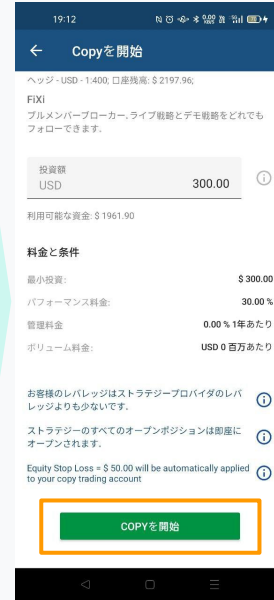 19:12
Copyを開始
ヘッジ - USD - 1:400; 口座残高: $ 2197.96;
FiXi
プルメンバーブローカー. ライブ戦略とデモ戦略をどれでも
フォローできます.
投資額
USD 300.00
利用可能な資金: $ 1961.90
料金と条件
最小投資: $ 300.00
パフォーマンス料金: 30.00 %
管理料金 0.00 % 1年あたり
ボリューム料金: USD 0 百万あたり
お客様のレバレッジはストラテジープロバイダのレバ
レッジよりも少ないです.
ストラテジーのすべてのオープンポジションは即座に
オープンされます.
Equity Stop Loss = $ 50.00 will be automatically applied
to your copy trading account
COPYを開始